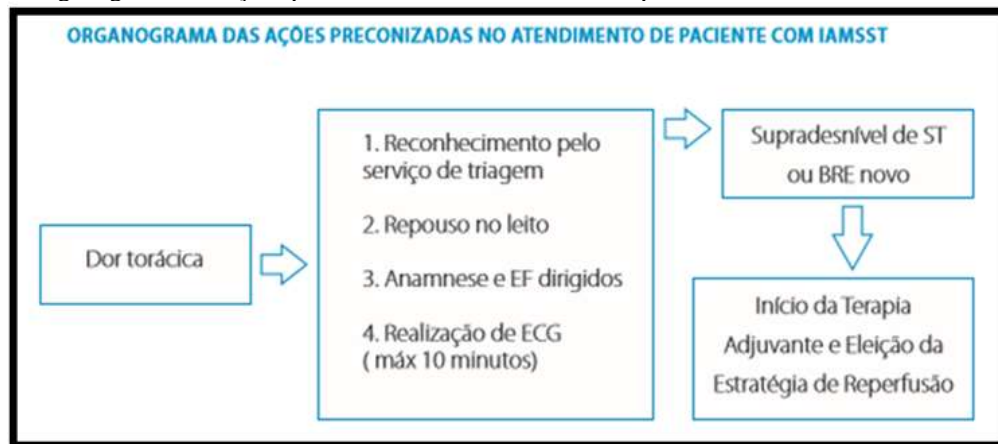 ORGANOGRAMA DAS AÇÕES PRECONIZADAS NO ATENDIMENTO DE PACIENTE COM IAMSST
Dor torácica
1. Reconhecimento pelo
serviço de triagem
2. Repouso no leito
3. Anamnese e EF dirigidos
4. Realização de ECG
( máx 10 minutos)
Supradesnível de ST
ou BRE novo
Início da Terapia
Adjuvante e Eleição da
Estratégia de Reperfusão